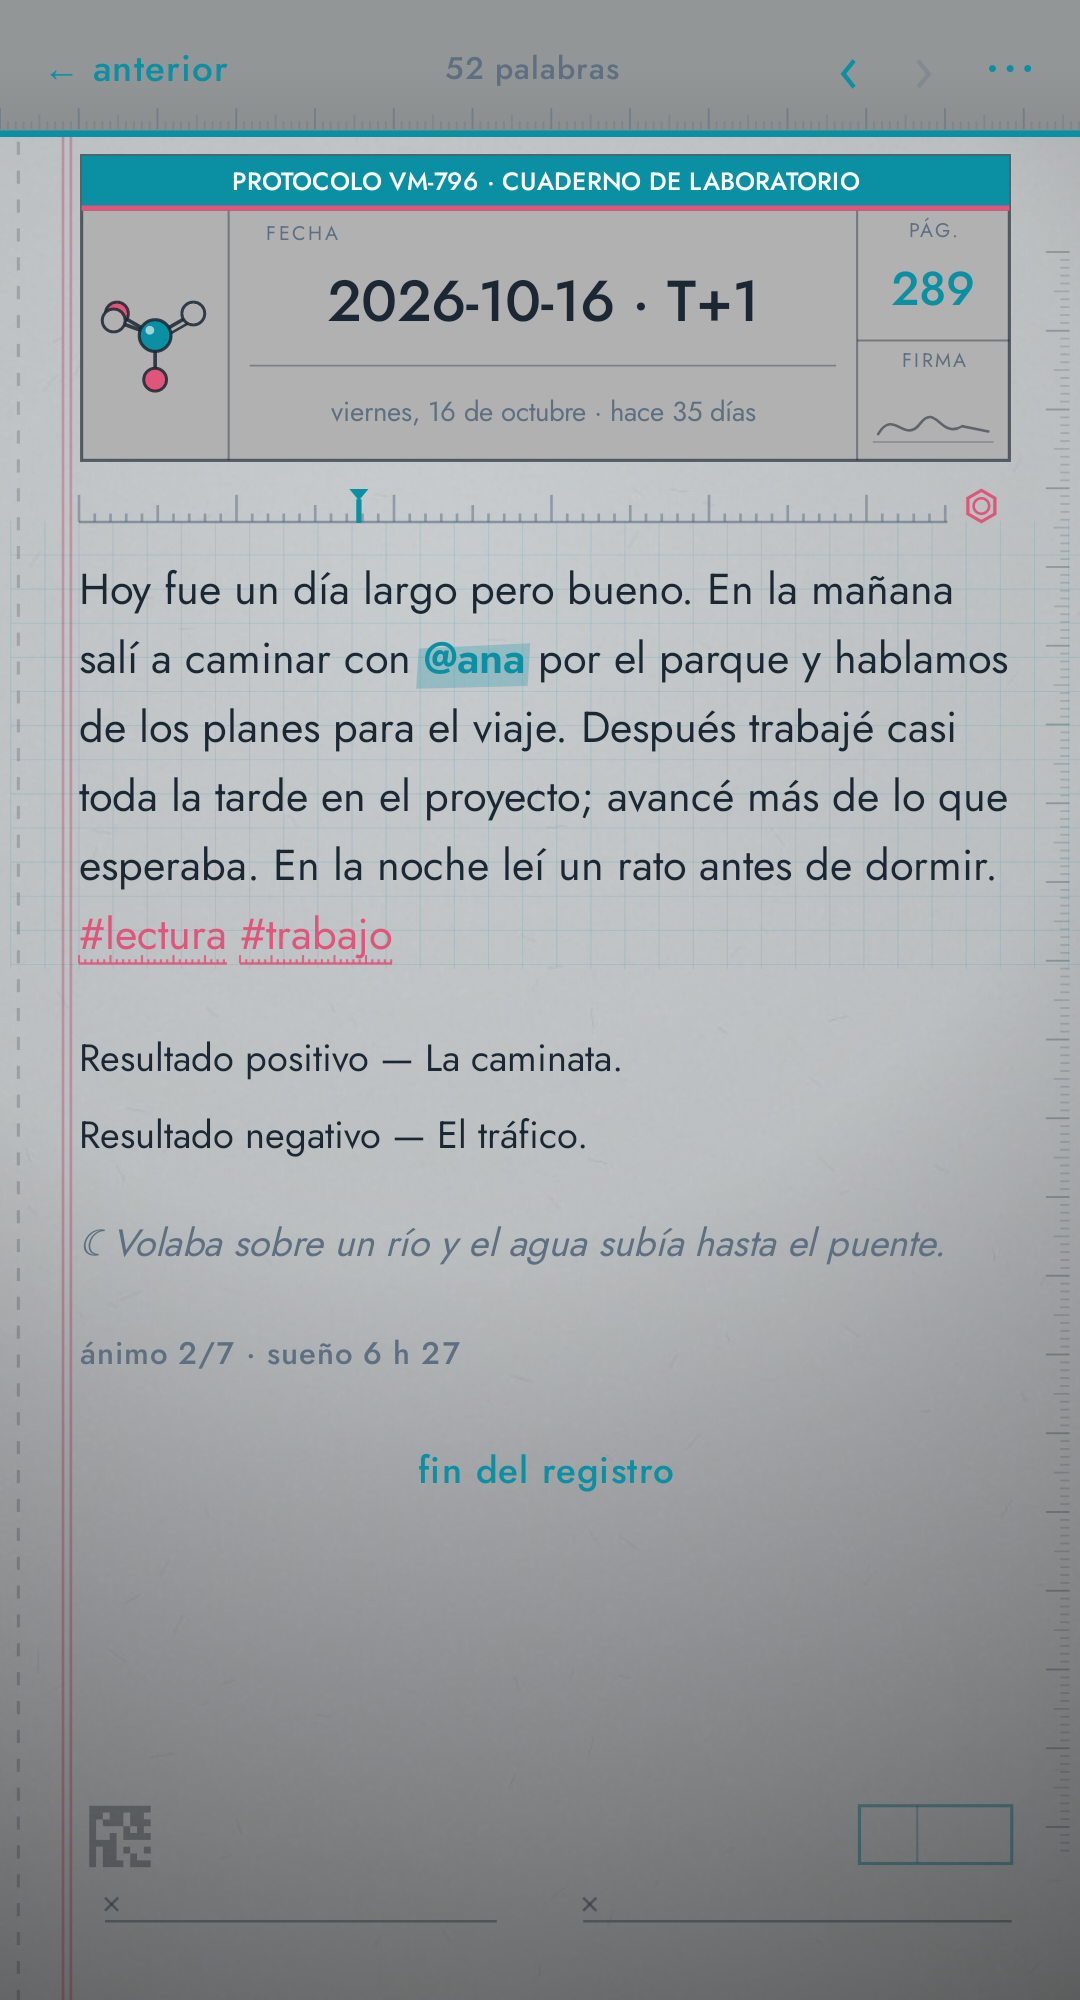 ← anterior
52 palabras
PROTOCOLO VM-796 · CUADERNO DE LABORATORIO
FECHA
2026-10-16 · T+1
viernes, 16 de octubre · hace 35 días
PÁG.
289
FIRMA
Hoy fue un día largo pero bueno. En la mañana
salí a caminar con @ana por el parque y hablamos
de los planes para el viaje. Después trabajé casi
toda la tarde en el proyecto; avancé más de lo que
esperaba. En la noche leí un rato antes de dormir.
#lectura #trabajo
Resultado positivo — La caminata.
Resultado negativo — El tráfico.
☾ Volaba sobre un río y el agua subía hasta el puente.
ánimo 2/7 · sueño 6 h 27
fin del registro
×
×